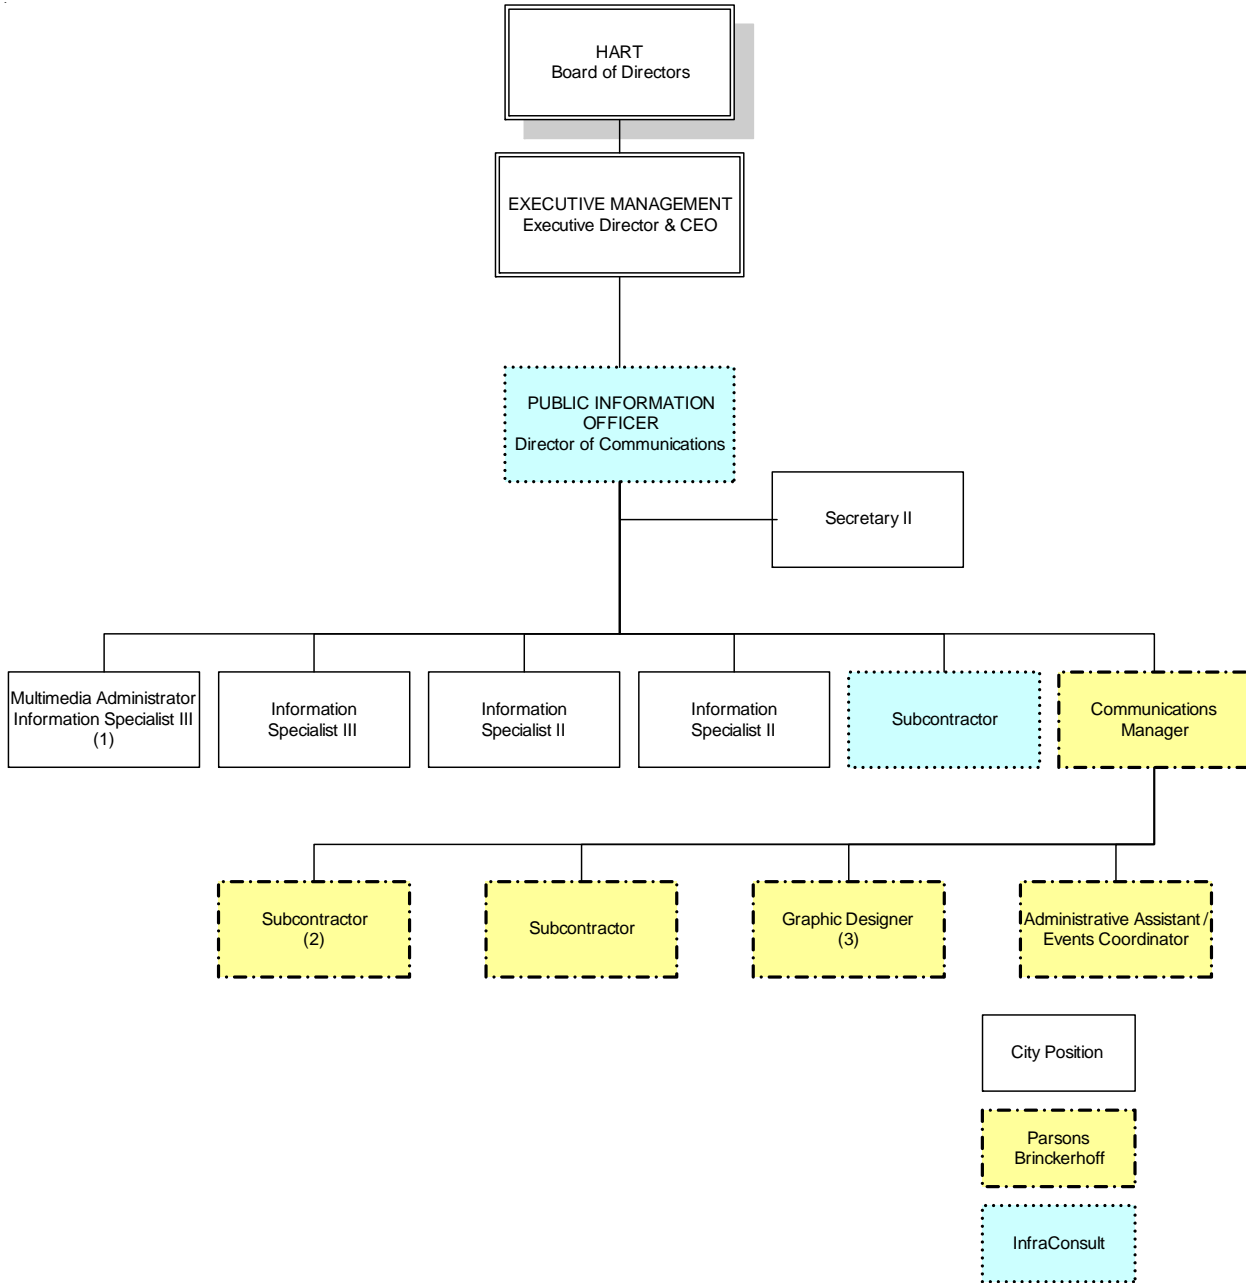 HART
Board of Directors
EXECUTIVE MANAGEMENT
Executive Director & CEO
PUBLIC INFORMATION
OFFICER
Director of Communications
Secretary II
Multimedia Administrator
Information Specialist III
(1)
Information
Specialist III
Information
Specialist II
Information
Specialist II
Subcontractor
Communications
Manager
Subcontractor
(2)
Subcontractor
Graphic Designer
(3)
Administrative Assistant /
Events Coordinator
City Position
Parsons
Brinckerhoff
InfraConsult